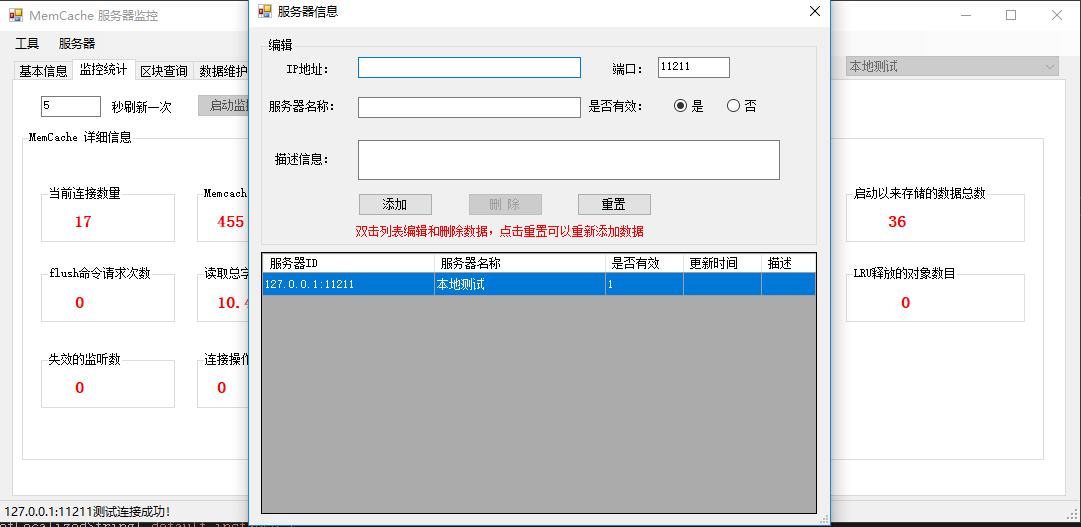 MemCache 服务器监控
工具 服务器
基本信息 监控统计 区块查询 数据维护
本地测试
5 秒刷新一次 启动监
MemCache 详细信息
当前连接数量
17
Memcach
455
启动以来存储的数据总数
36
flush命令请求次数
0
读取总字
10.4
LRU释放的对象数目
0
失效的监听数
0
连接操作
0
127.0.0.1:11211测试连接成功!
服务器信息
编辑
IP地址: 端口: 11211
服务器名称: 是否有效: 是 否
描述信息:
添加 删 除 重置
双击列表编辑和删除数据，点击重置可以重新添加数据
服务器ID 服务器名称 是否有效 更新时间 描述
127.0.0.1:11211 本地测试 1